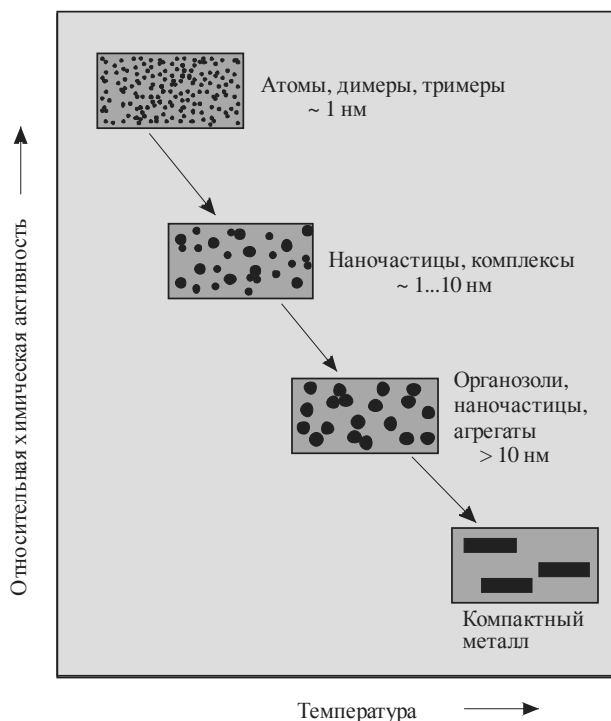 Атомы, димеры, тримеры
~ 1 нм
Наночастицы, комплексы
~ 1...10 нм
Органозоли,
наночастицы,
агрегаты
> 10 нм
Компактный
металл
Относительная химическая активность
Температура